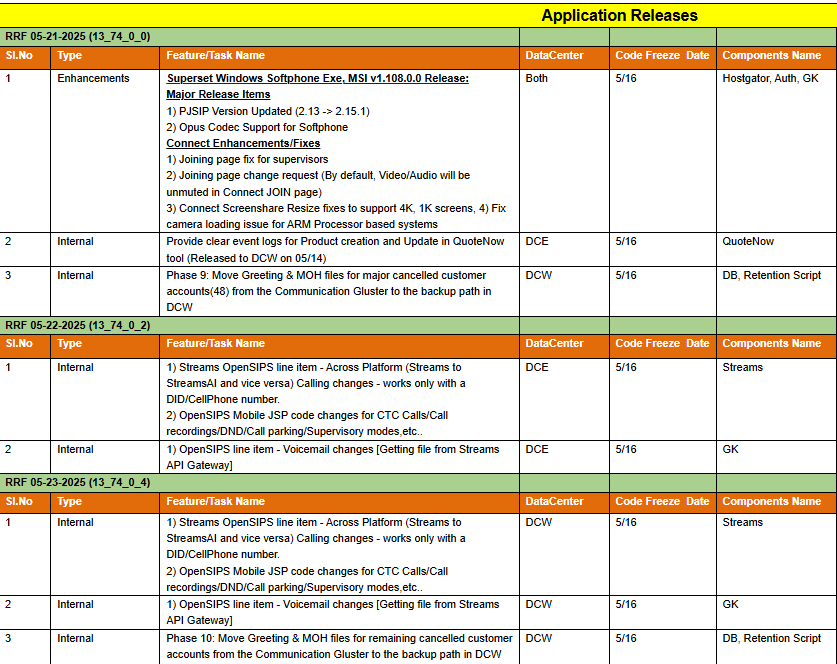 Application Releases
RRF 05-21-2025 (13_74_0_0)
Sl.No Type Feature/Task Name DataCenter Code Freeze Date Components Name
1 Enhancements Superset Windows Softphone Exe, MSI v1.108.0.0 Release: Both 5/16 Hostgator, Auth, GK
Major Release Items
1) PJSIP Version Updated (2.13 -> 2.15.1)
2) Opus Codec Support for Softphone
Connect Enhancements/Fixes
1) Joining page fix for supervisors
2) Joining page change request (By default, Video/Audio will be
unmuted in Connect JOIN page)
3) Connect Screenshare Resize fixes to support 4K, 1K screens, 4) Fix
camera loading issue for ARM Processor based systems
2 Internal Provide clear event logs for Product creation and Update in QuoteNow DCE 5/16 QuoteNow
tool (Released to DCW on 05/14)
3 Internal Phase 9: Move Greeting & MOH files for major cancelled customer DCW 5/16 DB, Retention Script
accounts(48) from the Communication Gluster to the backup path in
DCW
RRF 05-22-2025 (13_74_0_2)
Sl.No Type Feature/Task Name DataCenter Code Freeze Date Components Name
1 Internal 1) Streams OpenSIPS line item - Across Platform (Streams to DCE 5/16 Streams
StreamsAI and vice versa) Calling changes - works only with a
DID/CellPhone number.
2) OpenSIPS Mobile JSP code changes for CTC Calls/Call
recordings/DND/Call parking/Supervisory modes,etc..
2 Internal 1) OpenSIPS line item - Voicemail changes [Getting file from Streams DCE 5/16 GK
API Gateway]
RRF 05-23-2025 (13_74_0_4)
Sl.No Type Feature/Task Name DataCenter Code Freeze Date Components Name
1 Internal 1) Streams OpenSIPS line item - Across Platform (Streams to DCW 5/16 Streams
StreamsAI and vice versa) Calling changes - works only with a
DID/CellPhone number.
2) OpenSIPS Mobile JSP code changes for CTC Calls/Call
recordings/DND/Call parking/Supervisory modes,etc..
2 Internal 1) OpenSIPS line item - Voicemail changes [Getting file from Streams DCW 5/16 GK
API Gateway]
3 Internal Phase 10: Move Greeting & MOH files for remaining cancelled customer DCW 5/16 DB, Retention Script
accounts from the Communication Gluster to the backup path in DCW